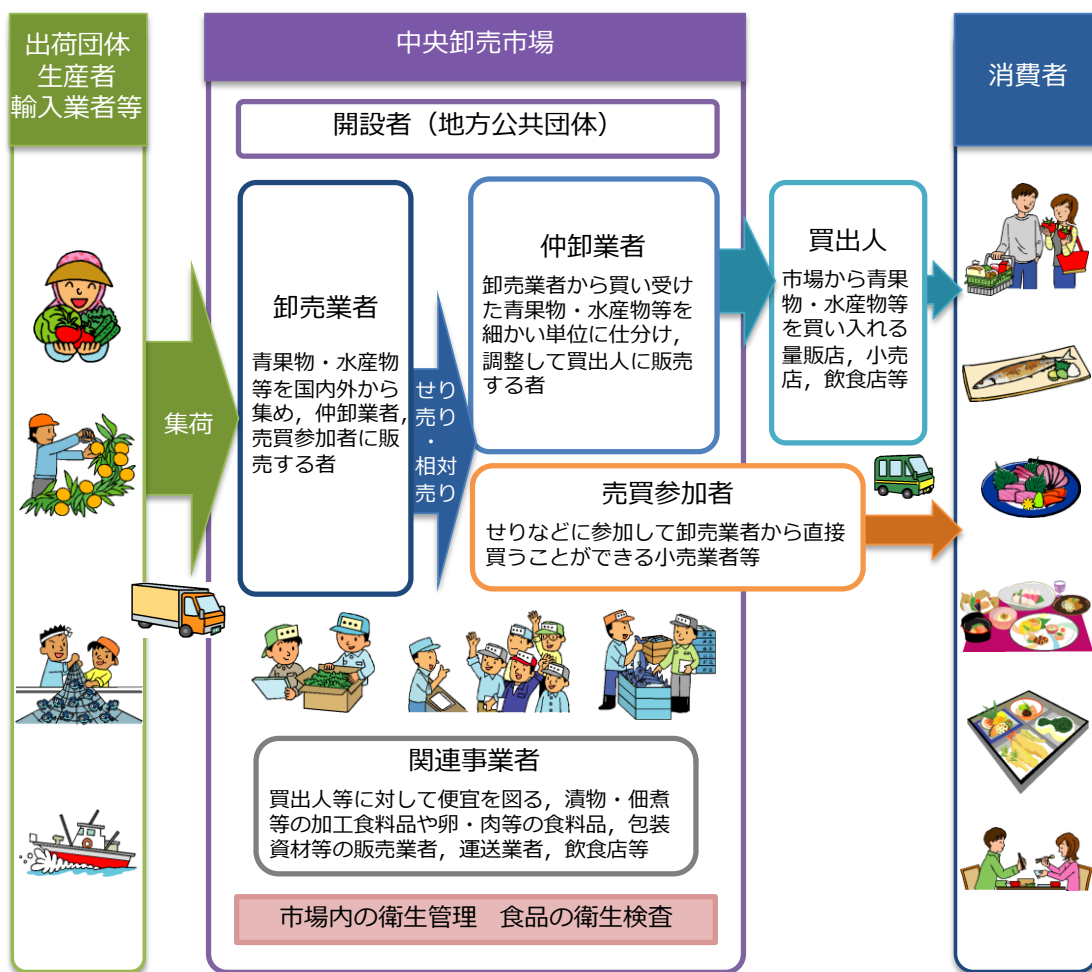 出荷団体
生産者
輸入業者等
中央卸売市場
消費者
開設者（地方公共団体）
集荷
卸売業者
青果物・水産物
等を国内外から
集め，仲卸業者，
売買参加者に販
売する者
せり
売り
・
相対
売り
仲卸業者
卸売業者から買い受け
た青果物・水産物等を
細かい単位に仕分け，
調整して買出人に販売
する者
買出人
市場から青果
物・水産物等
を買い入れる
量販店，小売
店，飲食店等
売買参加者
せりなどに参加して卸売業者から直接
買うことができる小売業者等
関連事業者
買出人等に対して便宜を図る，漬物・佃煮
等の加工食料品や卵・肉等の食料品，包装
資材等の販売業者，運送業者，飲食店等
市場内の衛生管理　食品の衛生検査